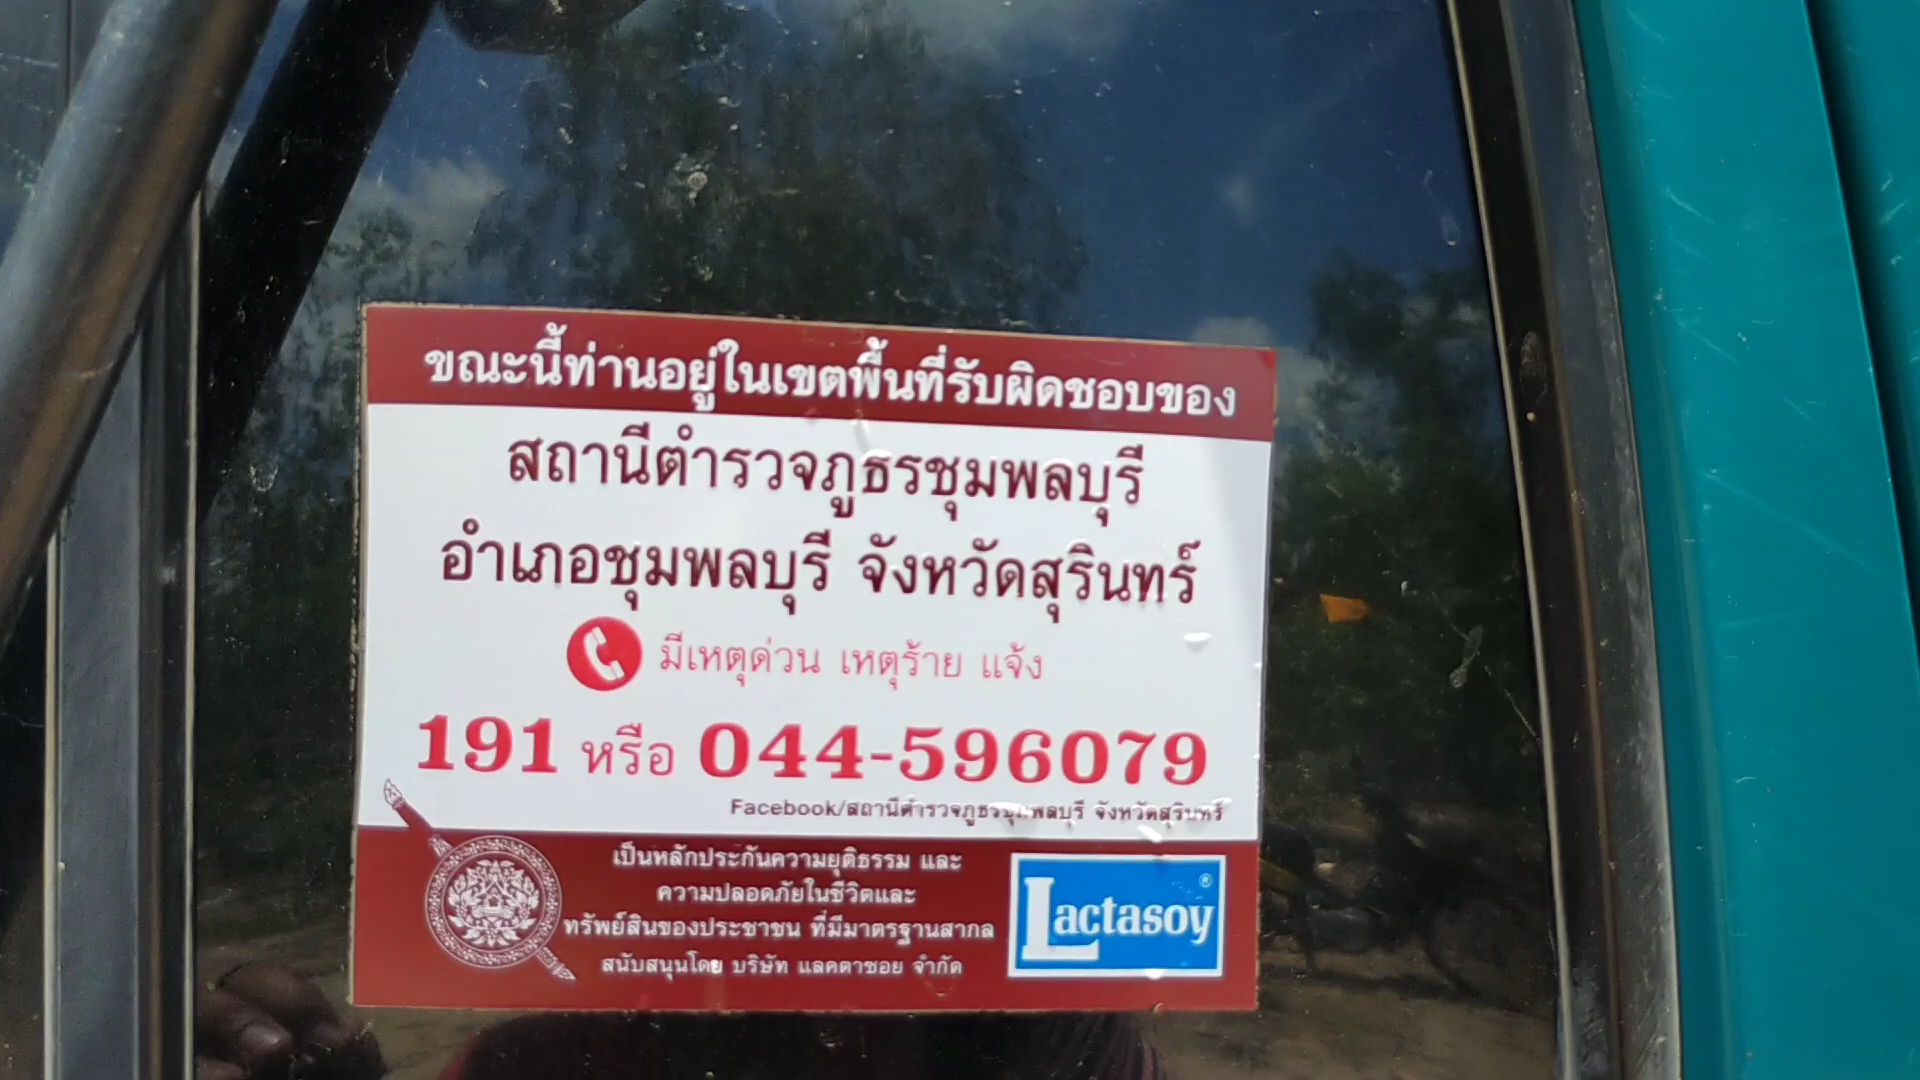 ขณะนี้ท่านอยู่ในเขตพื้นที่รับผิดชอบของ
สถานีตำรวจภูธรชุมพลบุรี
อำเภอชุมพลบุรี จังหวัดสุรินทร์
มีเหตุด่วน เหตุร้าย แจ้ง
191 หรือ 044-596079
Facebook/สถานีตำรวจภูธรชุมพลบุรี จังหวัดสุรินทร์
เป็นหลักประกันความยุติธรรม และ
ความปลอดภัยในชีวิตและ
ทรัพย์สินของประชาชน ที่มีมาตรฐานสากล
สนับสนุนโดย บริษัท แลคตาซอย จำกัด
Lactasoy®